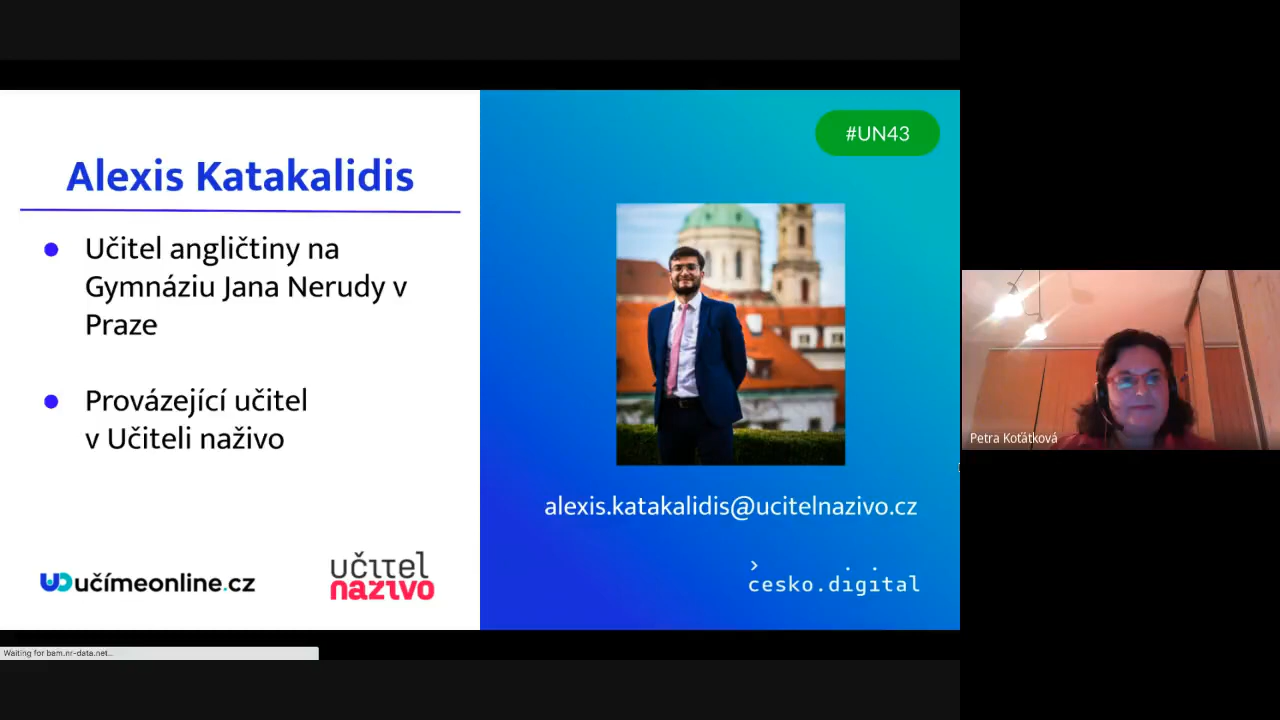 #UN43
Alexis Katakalidis
Učitel angličtiny na
Gymnáziu Jana Nerudy v
Praze
Provázející učitel
v Učiteli naživo
alexis.katakalidis@ucitelnazivo.cz
učímeonline.cz
učitel
naživo
česko.digital
Waiting for bam.nr-data.net...
Petra Koťátková